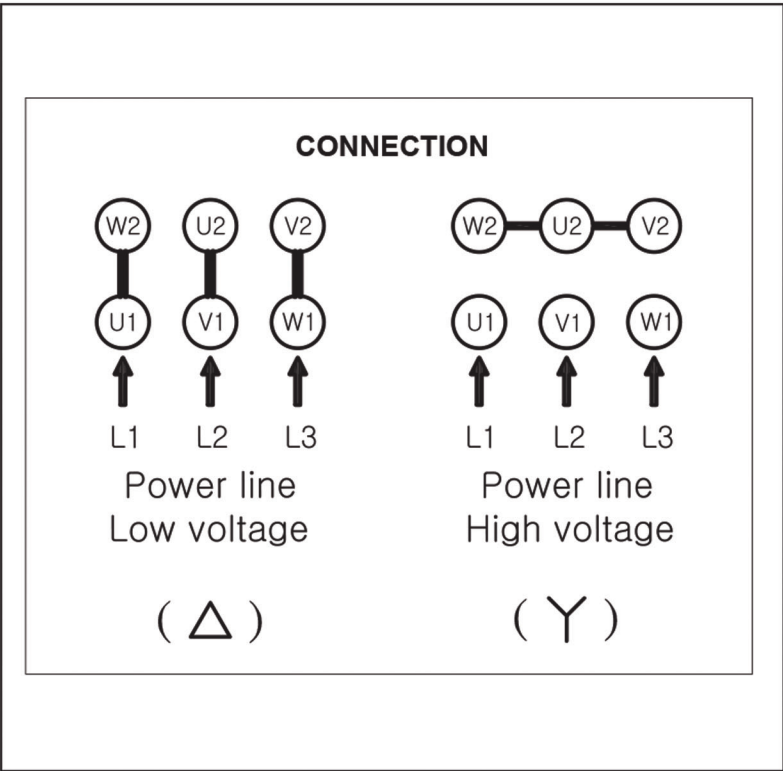 CONNECTION
W2 U2 V2 W2 U2 V2
U1 V1 W1 U1 V1 W1
L1 L2 L3 L1 L2 L3
Power line Power line
Low voltage High voltage
( △ ) ( Y )